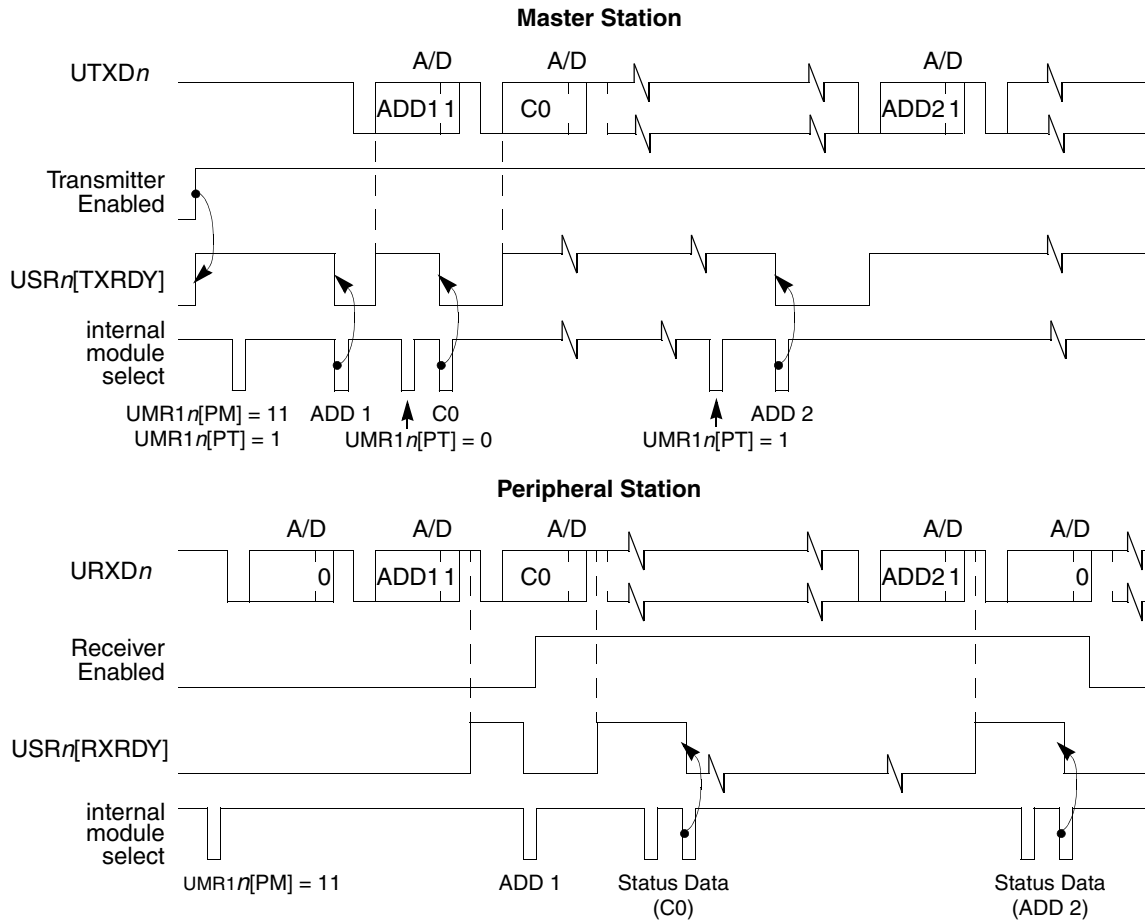 Master Station
A/D A/D A/D
UTXDn
ADD1 1 C0 ADD2 1
Transmitter
Enabled
USRn[TXRDY]
internal
module
select
UMR1n[PM] = 11 ADD 1 C0 ADD 2
UMR1n[PT] = 1 UMR1n[PT] = 0 UMR1n[PT] = 1
Peripheral Station
A/D A/D A/D A/D A/D
URXDn
0 ADD1 1 C0 ADD2 1 0
Receiver
Enabled
USRn[RXRDY]
internal
module
select
UMR1n[PM] = 11 ADD 1 Status Data Status Data
(C0) (ADD 2)